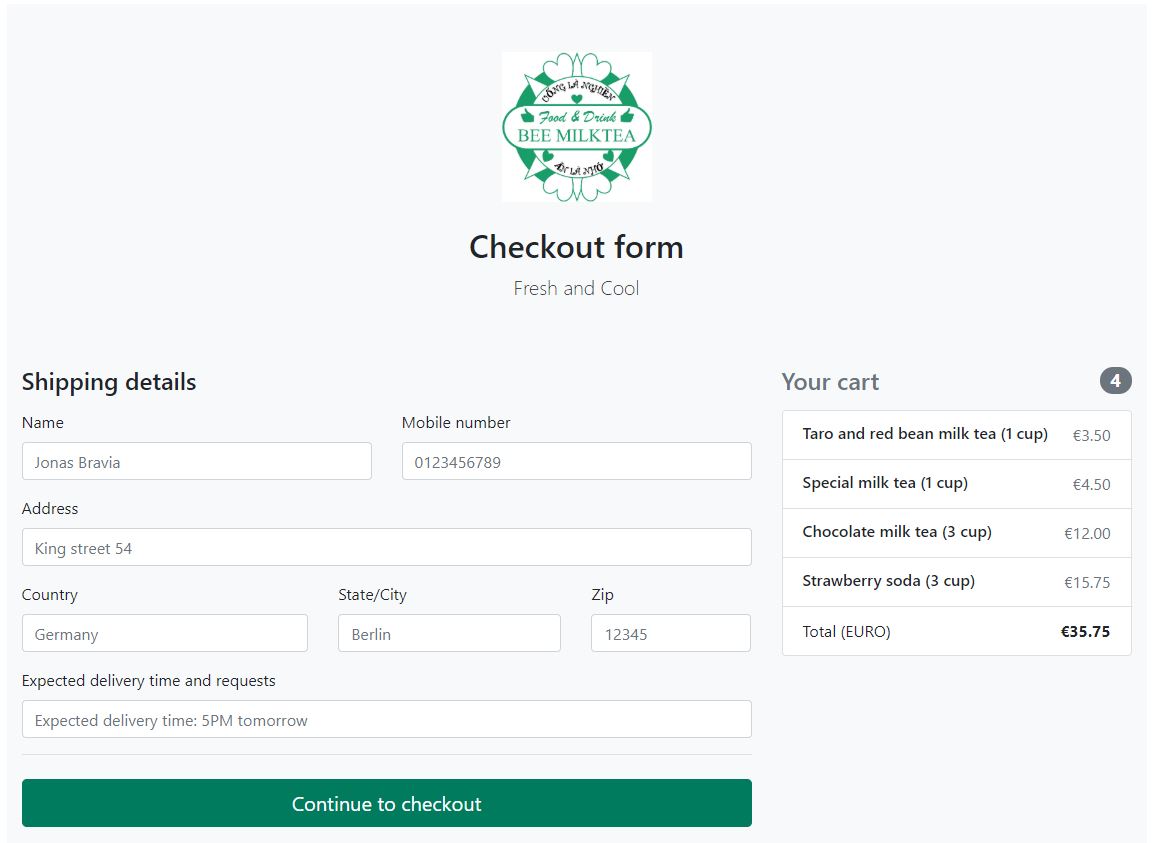 UỐNG LÀ NGHIỀN
Food & Drink
BEE MILKTEA
ĂN LÀ NHỚ
Checkout form
Fresh and Cool
Shipping details
Name
Mobile number
Jonas Bravia
0123456789
Address
King street 54
Country
State/City
Zip
Germany
Berlin
12345
Expected delivery time and requests
Expected delivery time: 5PM tomorrow
Continue to checkout
Your cart
4
Taro and red bean milk tea (1 cup)
€3.50
Special milk tea (1 cup)
€4.50
Chocolate milk tea (3 cup)
€12.00
Strawberry soda (3 cup)
€15.75
Total (EURO)
€35.75